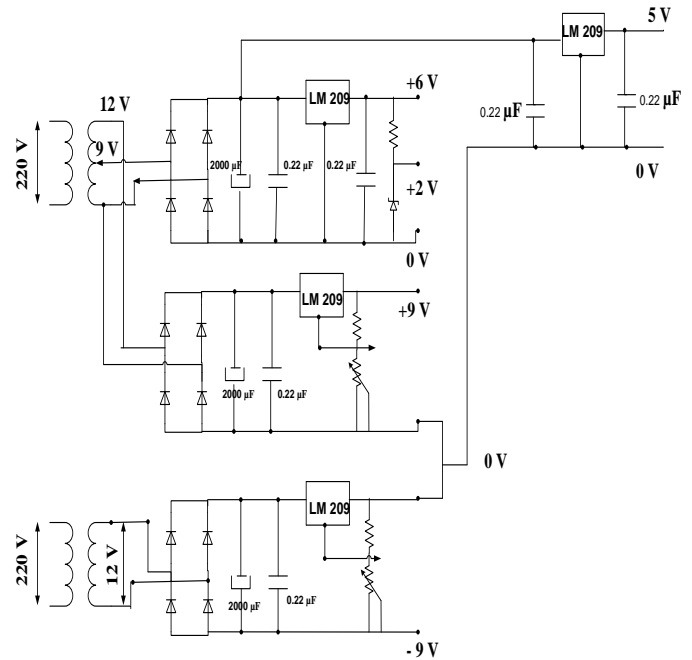 5 V
LM 209
0.22 µF
0.22 µF
0 V
+6 V
LM 209
12 V
9 V
220 V
2000 µF
0.22 µF
0.22 µF
+2 V
0 V
LM 209
+9 V
2000 µF
0.22 µF
0 V
LM 209
220 V
12 V
2000 µF
0.22 µF
- 9 V